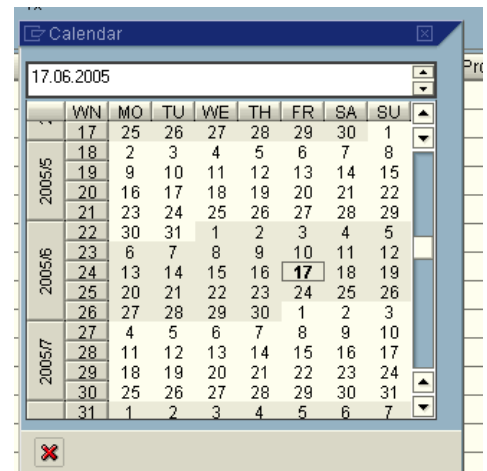 Calendar
17.06.2005
Pro
WN MO TU WE TH FR SA SU
17 25 26 27 28 29 30 1
2005/5
18 2 3 4 5 6 7 8
19 9 10 11 12 13 14 15
20 16 17 18 19 20 21 22
21 23 24 25 26 27 28 29
22 30 31 1 2 3 4 5
2005/6
23 6 7 8 9 10 11 12
24 13 14 15 16 17 18 19
25 20 21 22 23 24 25 26
26 27 28 29 30 1 2 3
2005/7
27 4 5 6 7 8 9 10
28 11 12 13 14 15 16 17
29 18 19 20 21 22 23 24
30 25 26 27 28 29 30 31
31 1 2 3 4 5 6 7